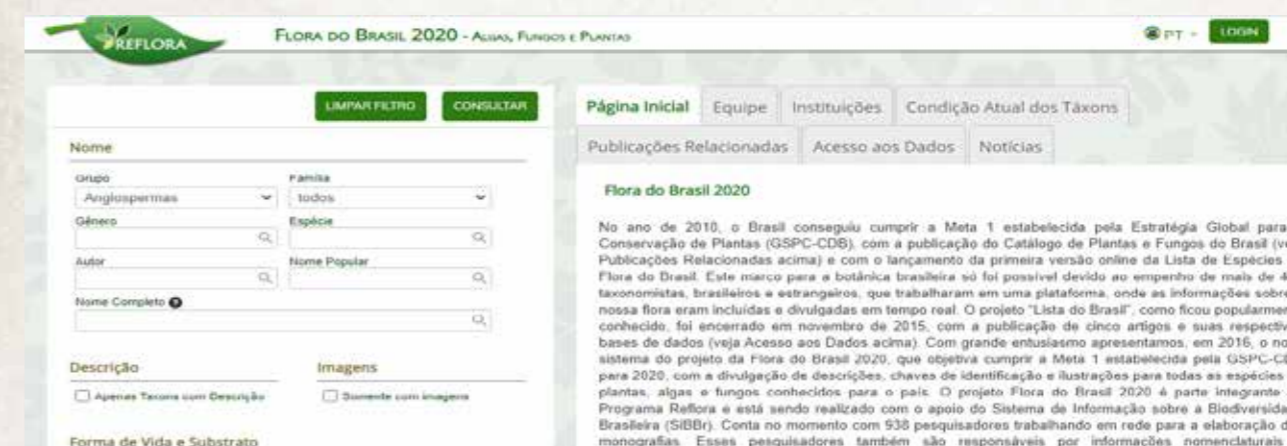 REFLORA
FLORA DO BRASIL 2020 - ALGAS, FUNGOS E PLANTAS
PT
LOGIN
LIMPAR FILTRO CONSULTAR
Nome
Grupo Família
Angiospermas todos
Gênero Espécie
Autor Nome Popular
Nome Completo ?
Descrição Imagens
Apenas Taxons com Descrição Somente com imagens
Forma de Vida e Substrato
Página Inicial Equipe Instituições Condição Atual dos Táxons
Publicações Relacionadas Acesso aos Dados Notícias
Flora do Brasil 2020
No ano de 2010, o Brasil conseguiu cumprir a Meta 1 estabelecida pela Estratégia Global para
Conservação de Plantas (GSPC-CDB), com a publicação do Catálogo de Plantas e Fungos do Brasil
Publicações Relacionadas acima) e com o lançamento da primeira versão online da Lista de Espécies
Flora do Brasil. Este marco para a botânica brasileira só foi possível devido ao empenho de mais de
taxonomistas, brasileiros e estrangeiros, que trabalharam em uma plataforma, onde as informações sobre
nossa flora eram incluídas e divulgadas em tempo real. O projeto "Lista do Brasil", como ficou
conhecido, foi encerrado em novembro de 2015, com a publicação de cinco artigos e suas
bases de dados (veja Acesso aos Dados acima). Com grande entusiasmo apresentamos, em 2016, o
sistema do projeto da Flora do Brasil 2020, que objetiva cumprir a Meta 1 estabelecida pela
para 2020, com a divulgação de descrições, chaves de identificação e ilustrações para todas as espécies
plantas, algas e fungos conhecidos para o país. O projeto Flora do Brasil 2020 é parte integrante
Programa Reflora e está sendo realizado com o apoio do Sistema de Informação sobre a
Brasileira (SiBBr). Conta no momento com 938 pesquisadores trabalhando em rede para a elaboração
monografias. Esses pesquisadores também são responsáveis por informações